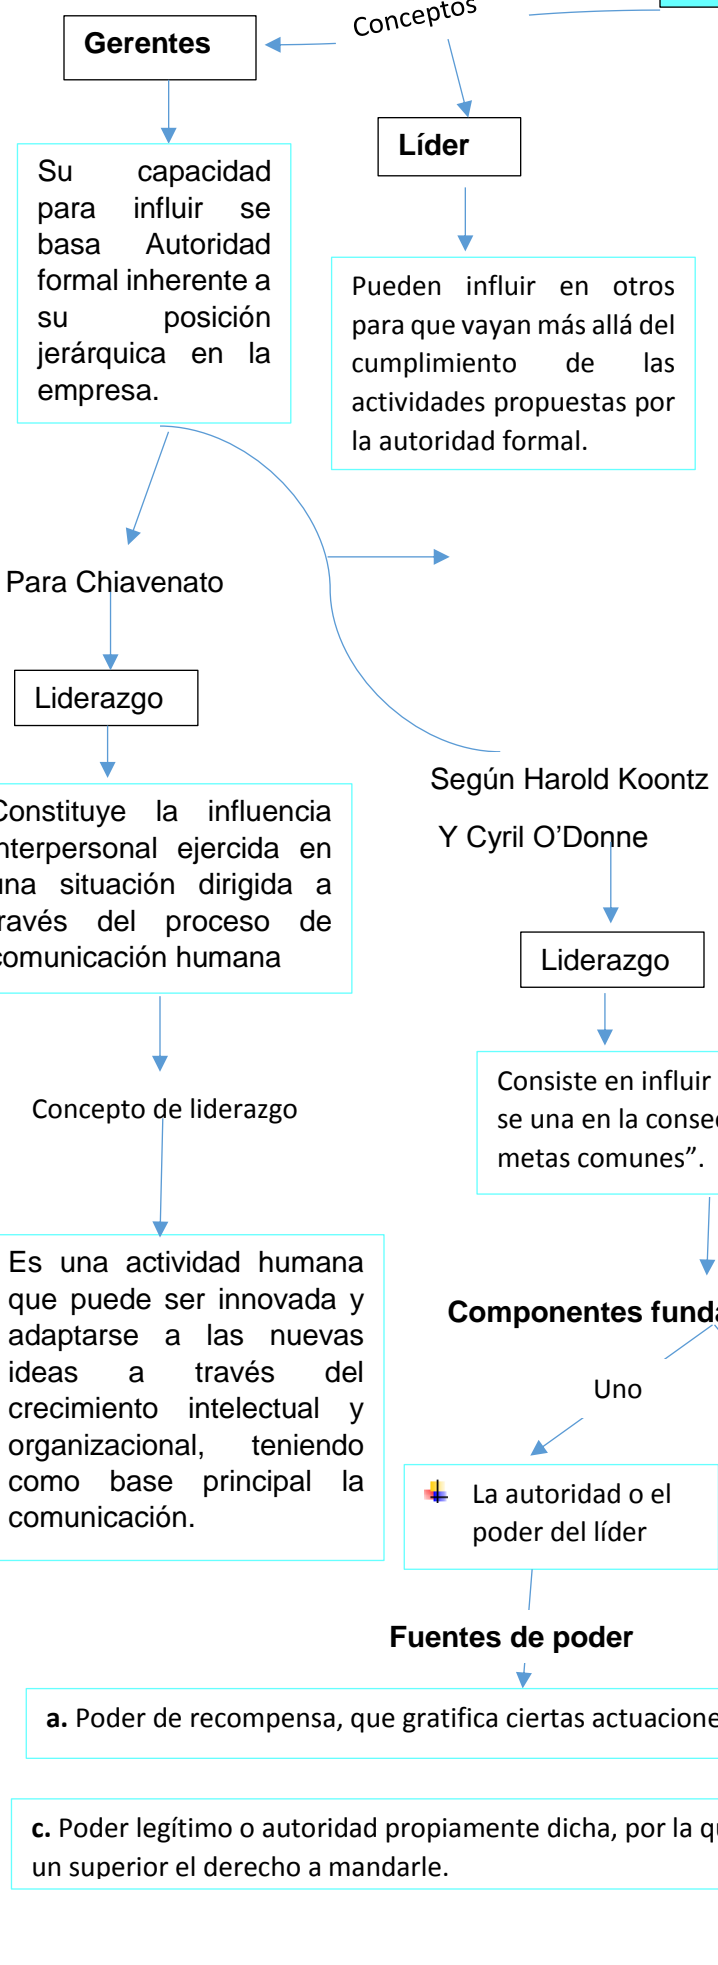 Conceptos
Gerentes
Líder
Su capacidad
para influir se
basa Autoridad
formal inherente a
su posición
jerárquica en la
empresa.
Pueden influir en otros
para que vayan más allá del
cumplimiento de las
actividades propuestas por
la autoridad formal.
Para Chiavenato
Liderazgo
Constituye la influencia
interpersonal ejercida en
una situación dirigida a
través del proceso de
comunicación humana
Según Harold Koontz
Y Cyril O’Donne
Liderazgo
Consiste en influir
se una en la
metas comunes”.
Concepto de liderazgo
Es una actividad humana
que puede ser innovada y
adaptarse a las nuevas
ideas a través del
crecimiento intelectual y
organizacional, teniendo
como base principal la
comunicación.
Componentes
Uno
La autoridad o el
poder del líder
Fuentes de poder
a. Poder de recompensa, que gratifica ciertas
c. Poder legítimo o autoridad propiamente dicha, por la
un superior el derecho a mandarle.